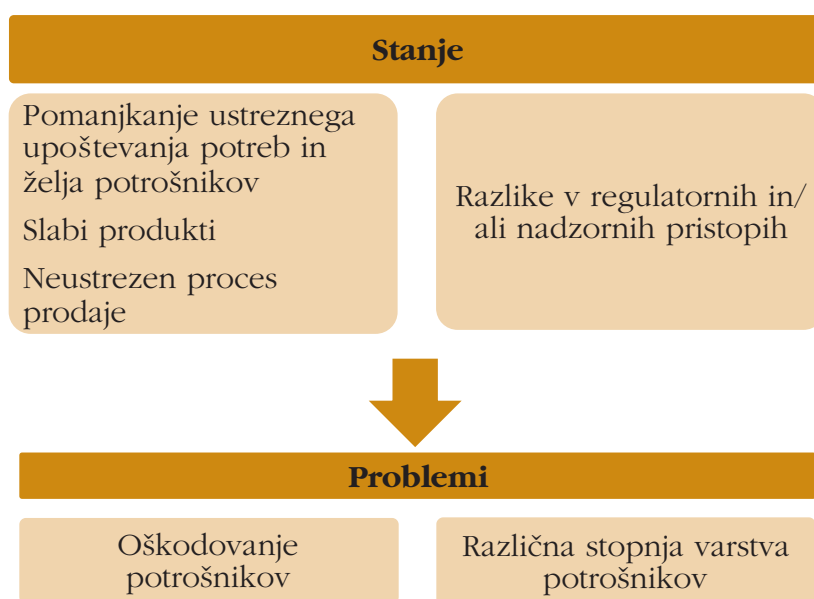 Stanje
Pomanjkanje ustreznega
upoštevanja potreb in
želja potrošnikov
Slabi produkti
Neustrezen proces
prodaje
Razlike v regulatornih in/
ali nadzornih pristopih
Problemi
Oškodovanje
potrošnikov
Različna stopnja varstva
potrošnikov